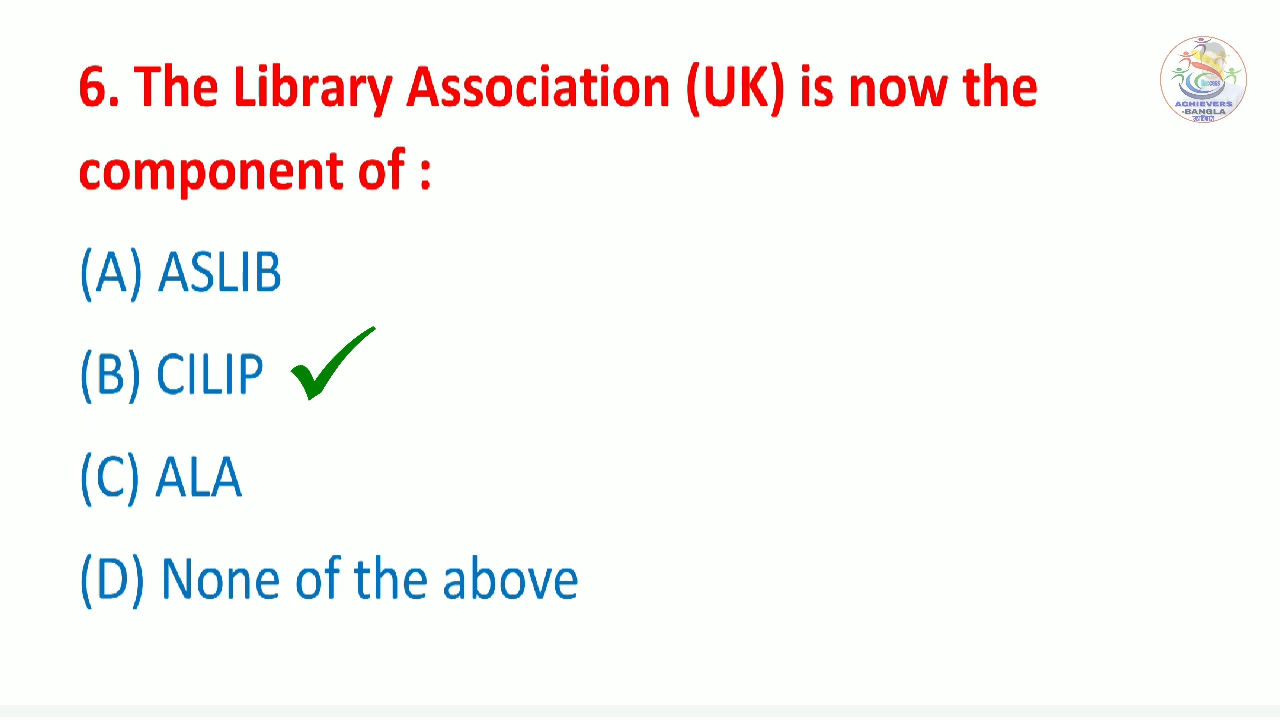 6. The Library Association (UK) is now the
component of :
(A) ASLIB
(B) CILIP
(C) ALA
(D) None of the above
ACHIEVERS
-BANGLA